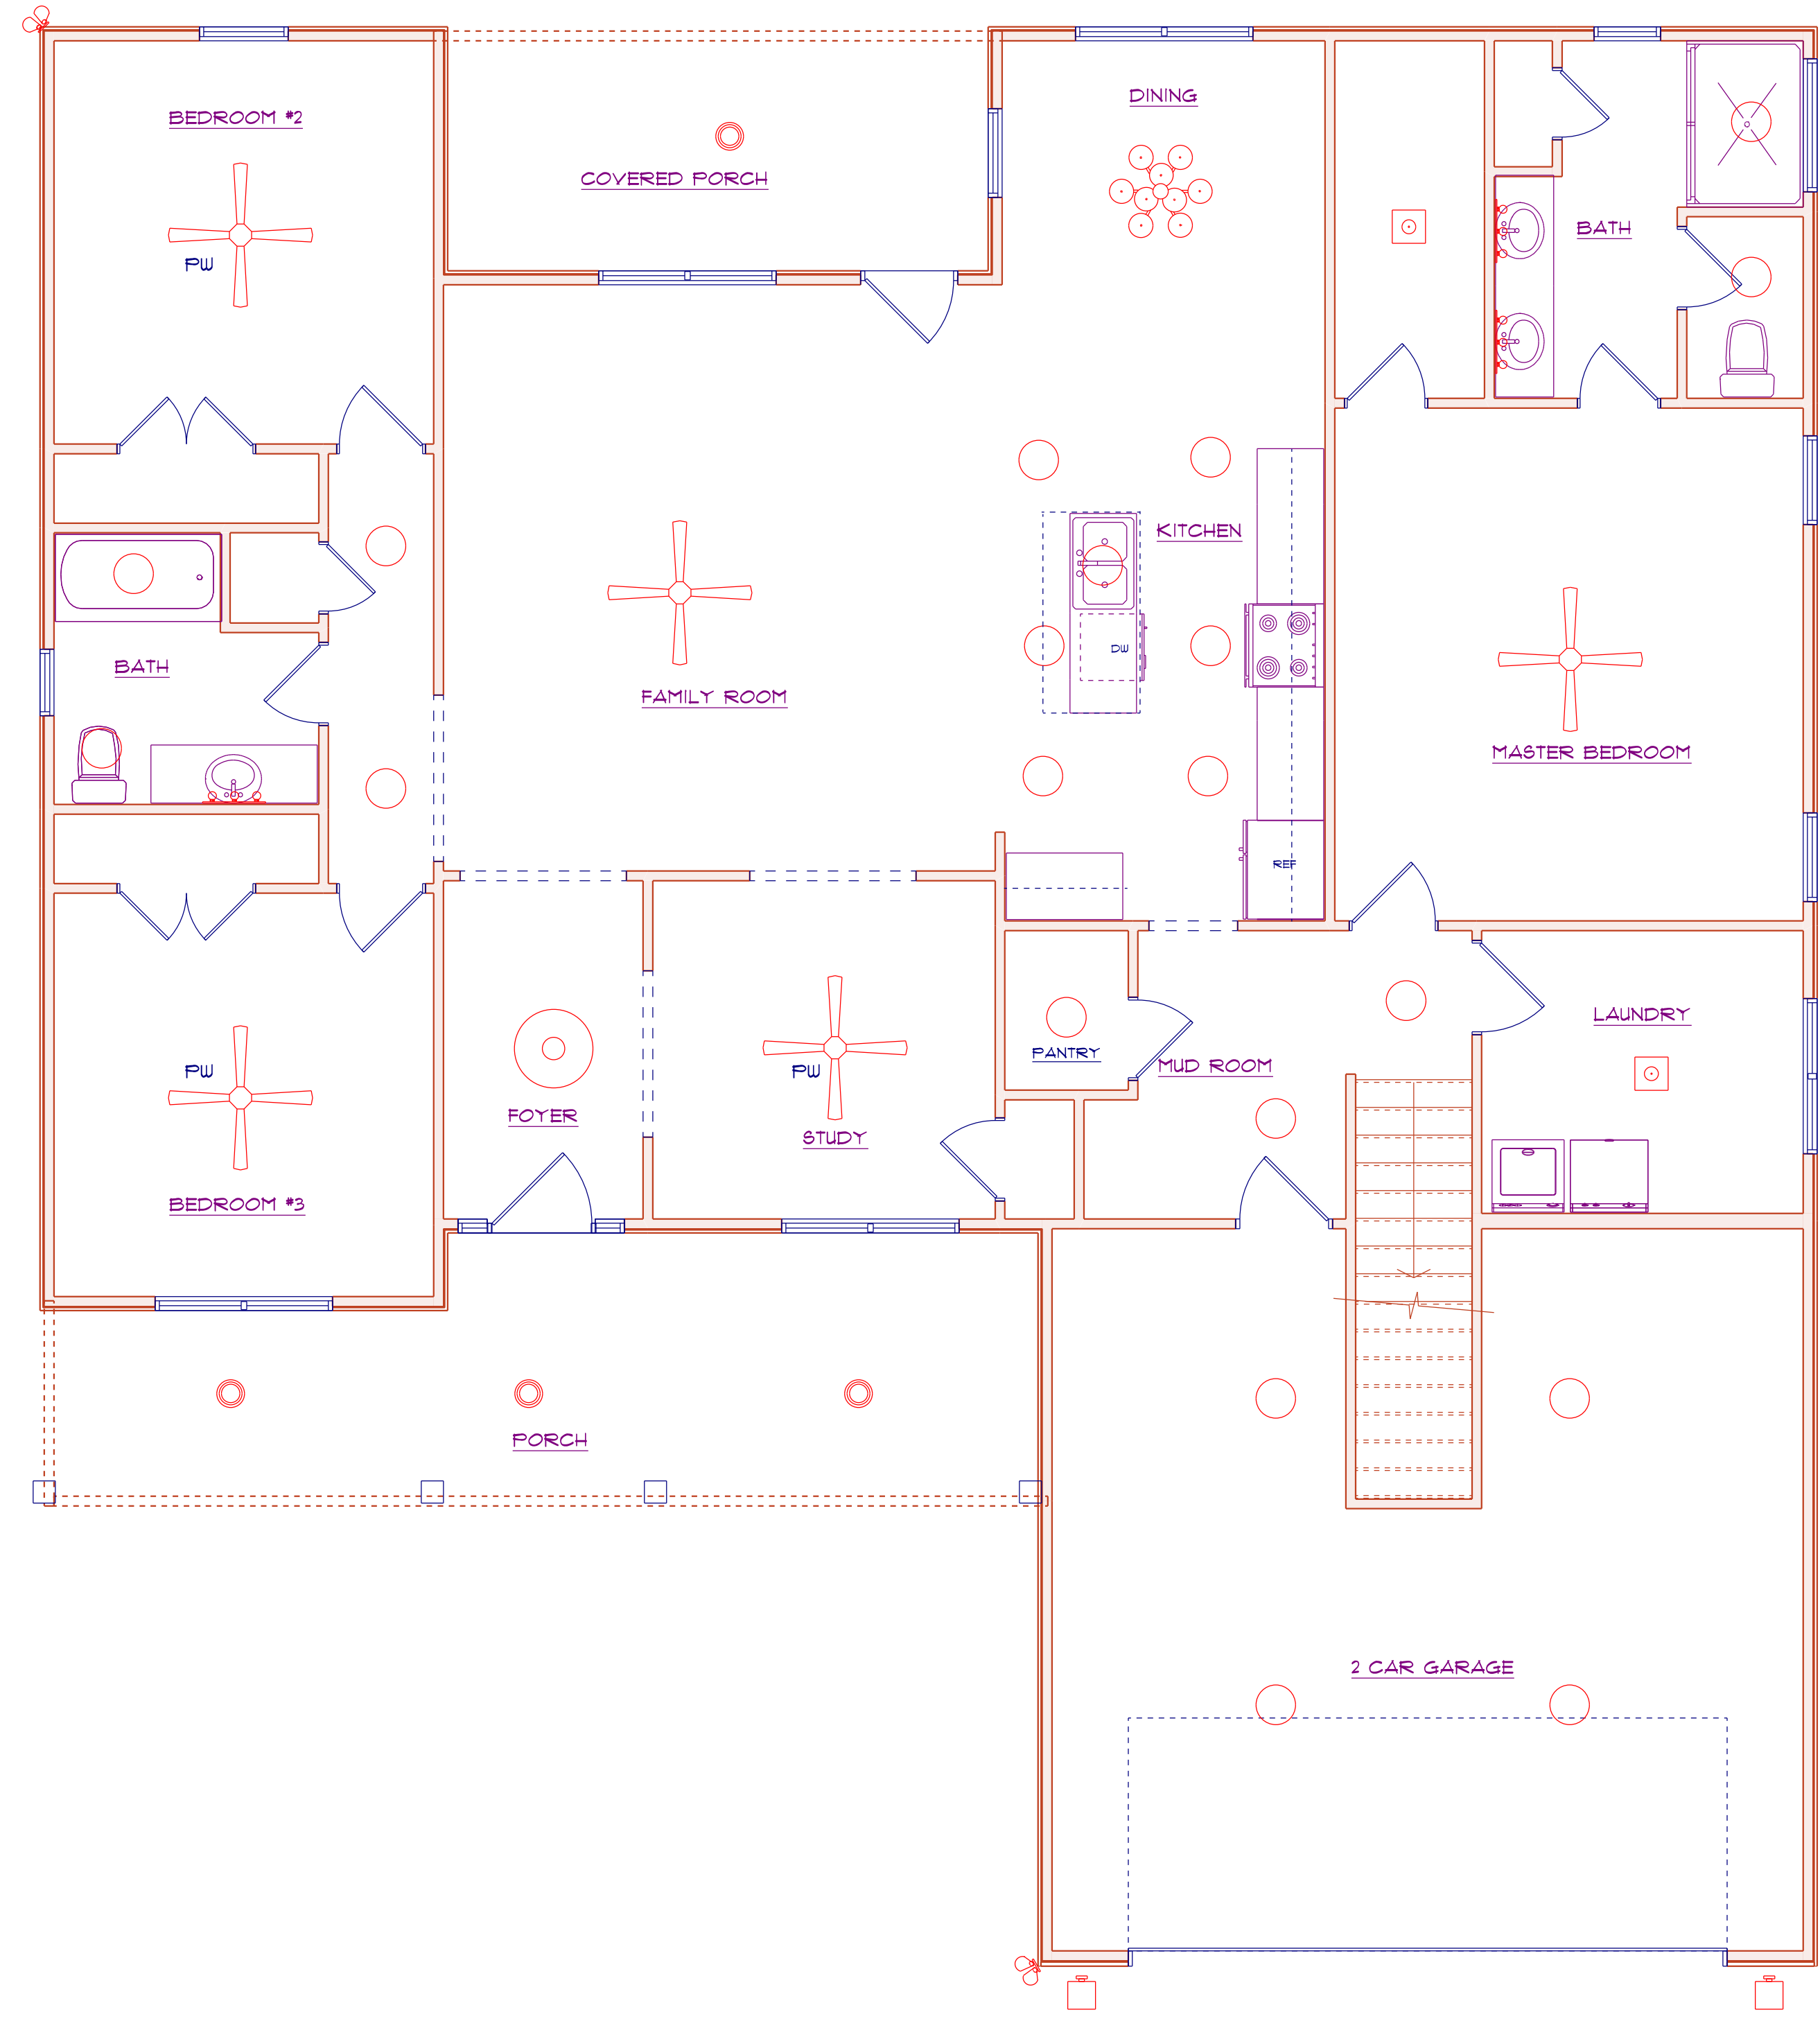 DINING
BEDROOM #2
COVERED PORCH
BATH
PW
KITCHEN
DW
BATH
FAMILY ROOM
MASTER BEDROOM
REF
LAUNDRY
PANTRY
MUD ROOM
PW
PW
FOYER
STUDY
BEDROOM #3
PORCH
2 CAR GARAGE